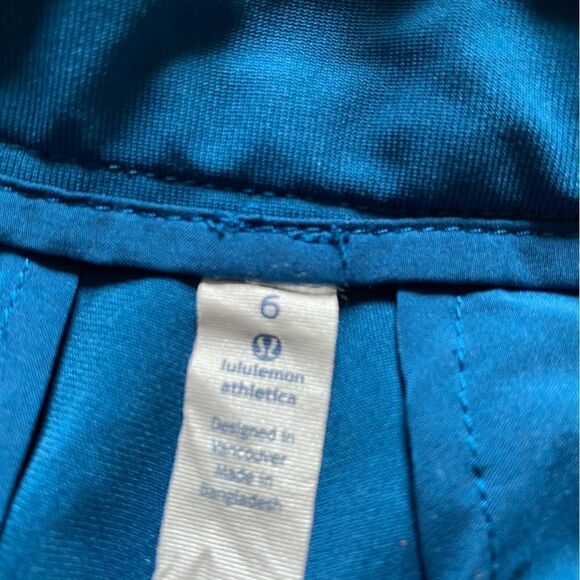 6
lululemon
athletica
Designed in
Vancouver
Made in
Bangladesh